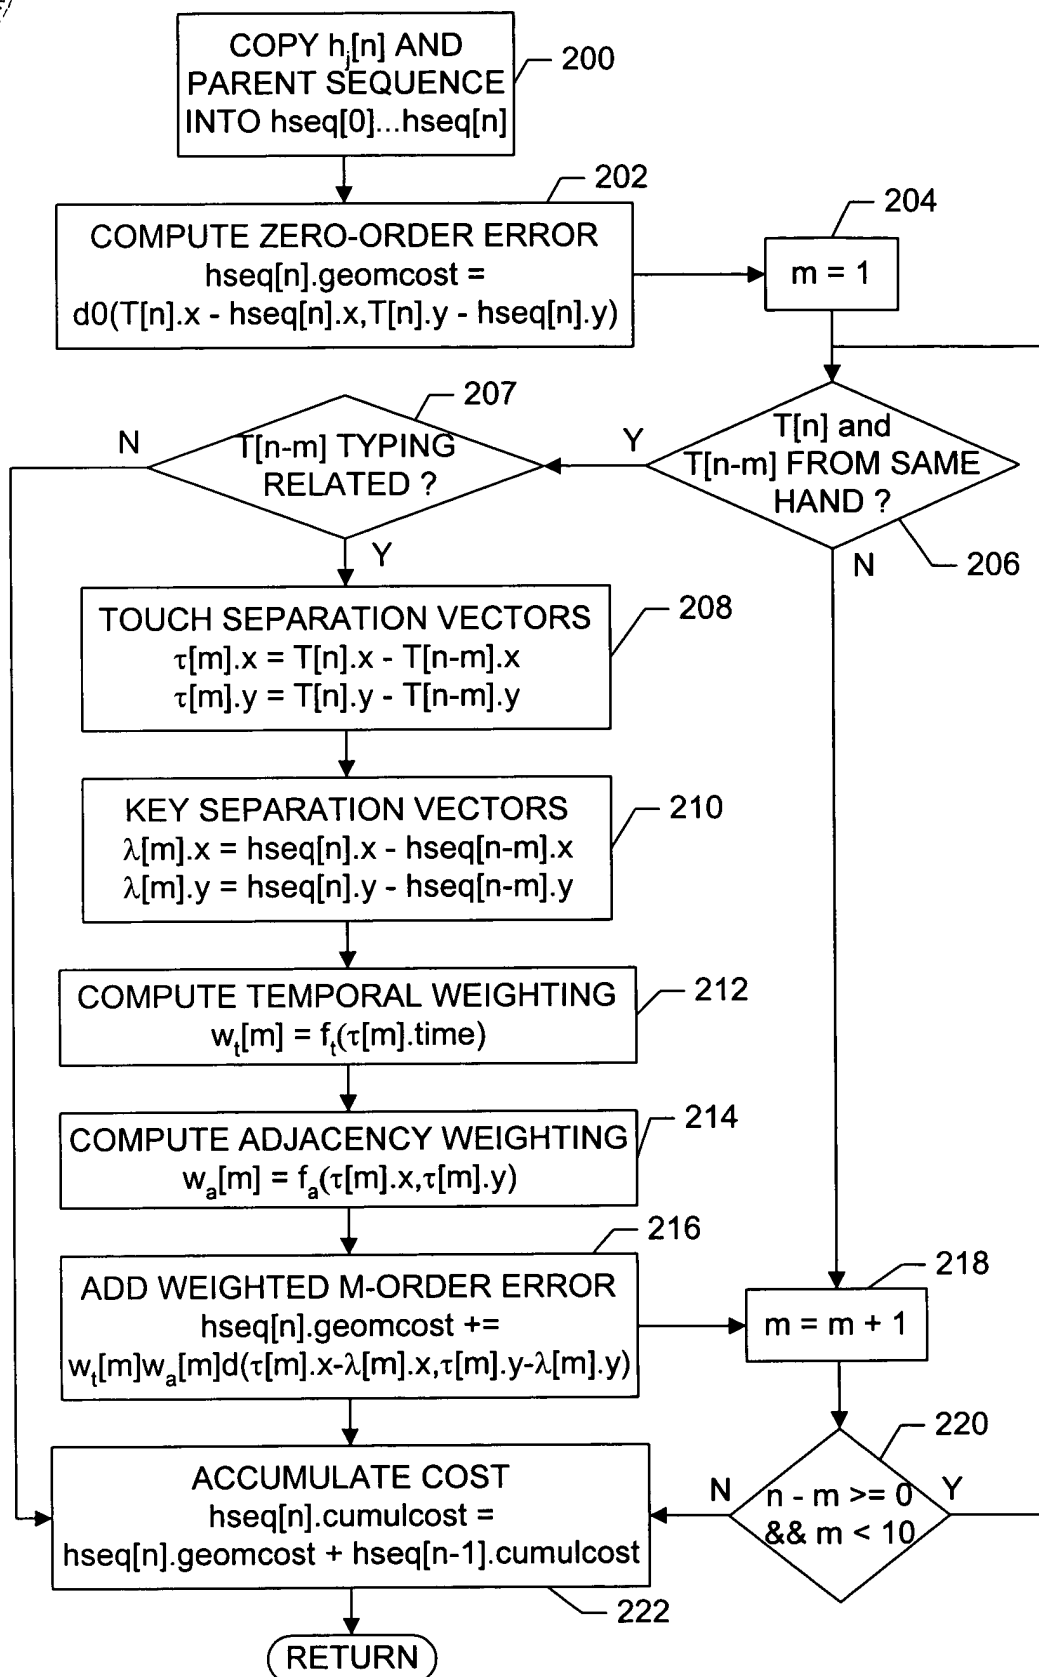 COPY hj[n] AND
PARENT SEQUENCE
INTO hseq[0]...hseq[n]
200
202
COMPUTE ZERO-ORDER ERROR
hseq[n].geomcost =
d0(T[n].x - hseq[n].x,T[n].y - hseq[n].y)
204
m = 1
207
T[n-m] TYPING
RELATED ?
N
Y
Y
T[n] and
T[n-m] FROM SAME
HAND ?
206
N
TOUCH SEPARATION VECTORS
τ[m].x = T[n].x - T[n-m].x
τ[m].y = T[n].y - T[n-m].y
208
KEY SEPARATION VECTORS
λ[m].x = hseq[n].x - hseq[n-m].x
λ[m].y = hseq[n].y - hseq[n-m].y
210
COMPUTE TEMPORAL WEIGHTING
wt[m] = ft(τ[m].time)
212
COMPUTE ADJACENCY WEIGHTING
wa[m] = fa(τ[m].x,τ[m].y)
214
216
ADD WEIGHTED M-ORDER ERROR
hseq[n].geomcost +=
wt[m]wa[m]d(τ[m].x-λ[m].x,τ[m].y-λ[m].y)
218
m = m + 1
220
n - m >= 0
&& m < 10
N
Y
ACCUMULATE COST
hseq[n].cumulcost =
hseq[n].geomcost + hseq[n-1].cumulcost
222
RETURN